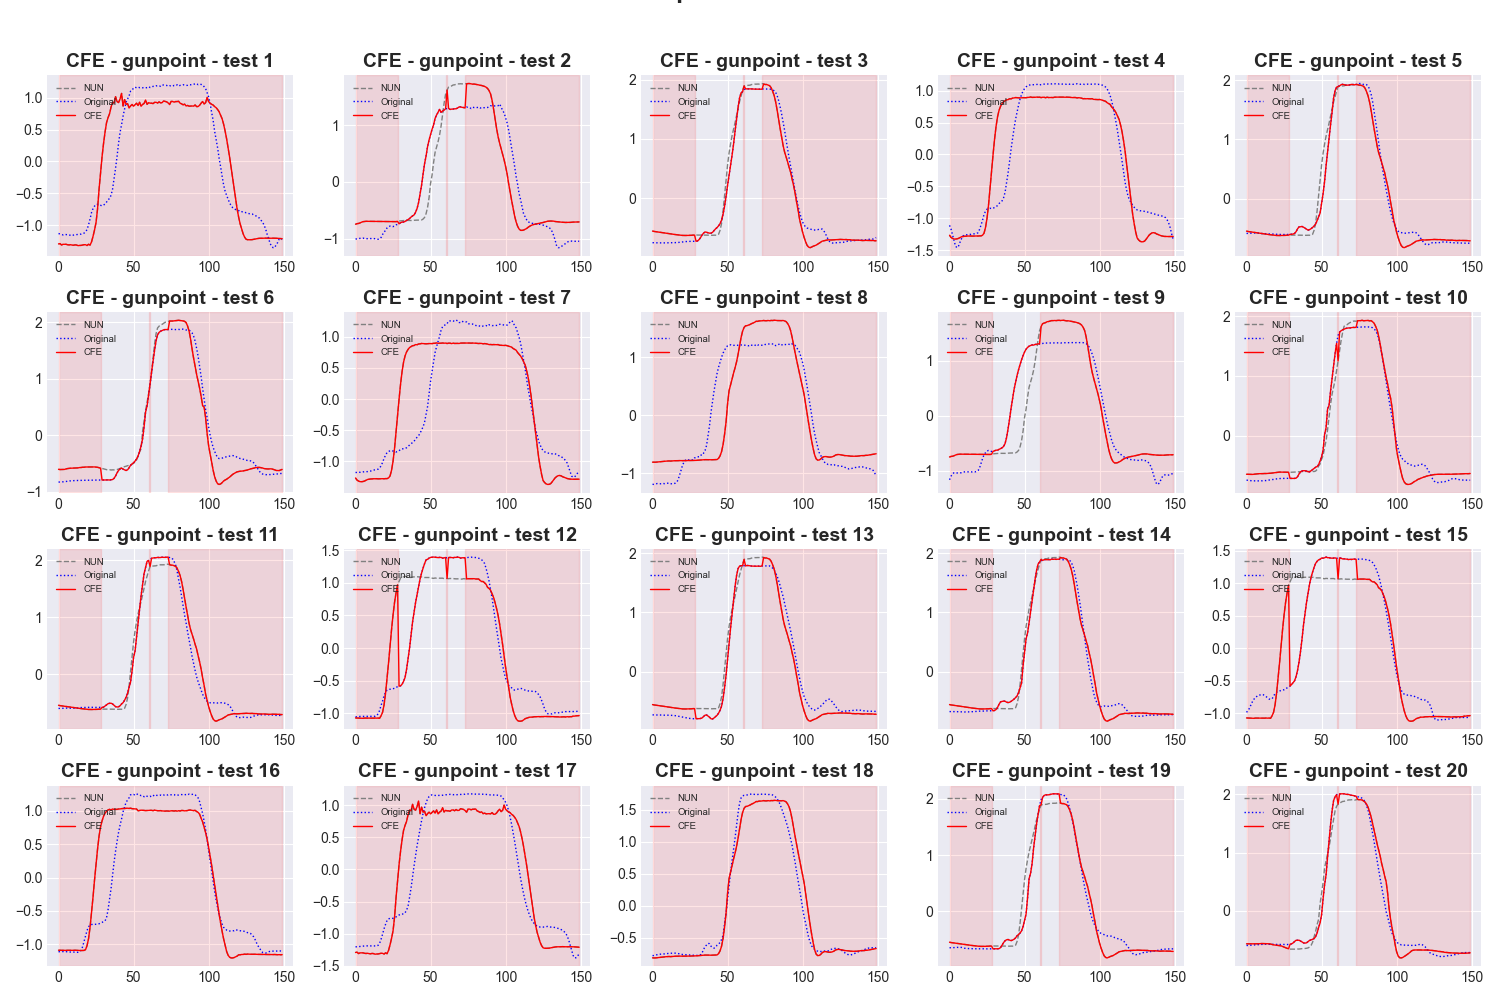 CFE - gunpoint - test 1
NUN
Original
CFE
1.0
0.5
0.0
−0.5
−1.0
0 50 100 150
CFE - gunpoint - test 2
NUN
Original
CFE
1
0
−1
0 50 100 150
CFE - gunpoint - test 3
NUN
Original
CFE
2
1
0
0 50 100 150
CFE - gunpoint - test 4
NUN
Original
CFE
1.0
0.5
0.0
−0.5
−1.0
−1.5
0 50 100 150
CFE - gunpoint - test 5
NUN
Original
CFE
2
1
0
0 50 100 150
CFE - gunpoint - test 6
NUN
Original
CFE
2
1
0
−1
0 50 100 150
CFE - gunpoint - test 7
NUN
Original
CFE
1.0
0.5
0.0
−0.5
−1.0
0 50 100 150
CFE - gunpoint - test 8
NUN
Original
CFE
1
0
−1
0 50 100 150
CFE - gunpoint - test 9
NUN
Original
CFE
1
0
−1
0 50 100 150
CFE - gunpoint - test 10
NUN
Original
CFE
2
1
0
0 50 100 150
CFE - gunpoint - test 11
NUN
Original
CFE
2
1
0
0 50 100 150
CFE - gunpoint - test 12
NUN
Original
CFE
1.5
1.0
0.5
0.0
−0.5
−1.0
0 50 100 150
CFE - gunpoint - test 13
NUN
Original
CFE
2
1
0
0 50 100 150
CFE - gunpoint - test 14
NUN
Original
CFE
2
1
0
0 50 100 150
CFE - gunpoint - test 15
NUN
Original
CFE
1.5
1.0
0.5
0.0
−0.5
−1.0
0 50 100 150
CFE - gunpoint - test 16
NUN
Original
CFE
1.0
0.5
0.0
−0.5
−1.0
0 50 100 150
CFE - gunpoint - test 17
NUN
Original
CFE
1.0
0.5
0.0
−0.5
−1.0
−1.5
0 50 100 150
CFE - gunpoint - test 18
NUN
Original
CFE
1.5
1.0
0.5
0.0
−0.5
0 50 100 150
CFE - gunpoint - test 19
NUN
Original
CFE
2
1
0
0 50 100 150
CFE - gunpoint - test 20
NUN
Original
CFE
2
1
0
0 50 100 150